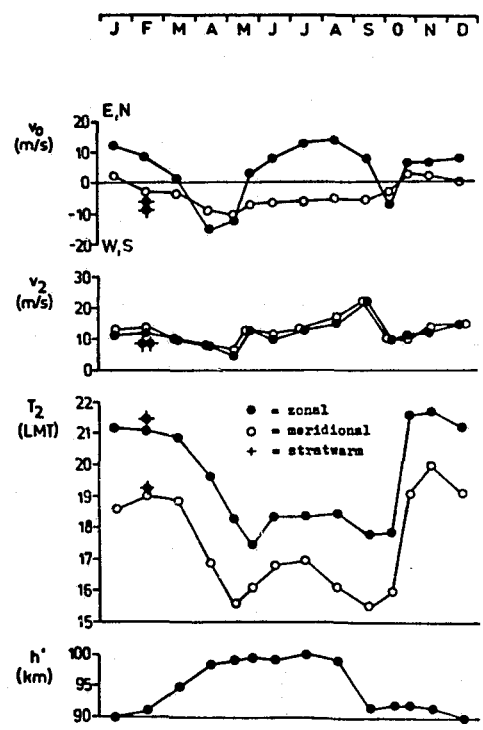 J F M A M J J A S O N D
E,N
v₀
(m/s)
20
10
0
-10
-20
W,S
v₂
(m/s)
30
20
10
0
T₂
(LMT)
22
21
20
19
18
17
16
15
● = zonal
○ = meridional
+ = stratwarm
h'
(km)
100
95
90